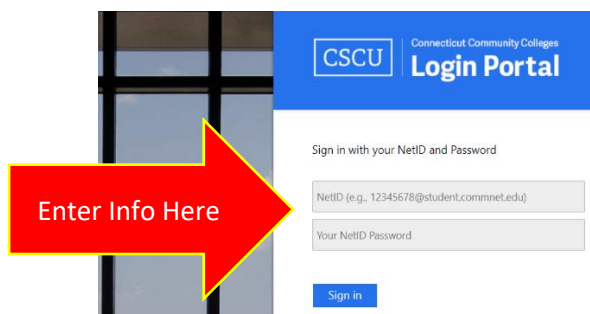 CSCU
Connecticut Community Colleges
Login Portal
Sign in with your NetID and Password
Enter Info Here
NetID (e.g., 12345678@student.commnet.edu)
Your NetID Password
Sign in